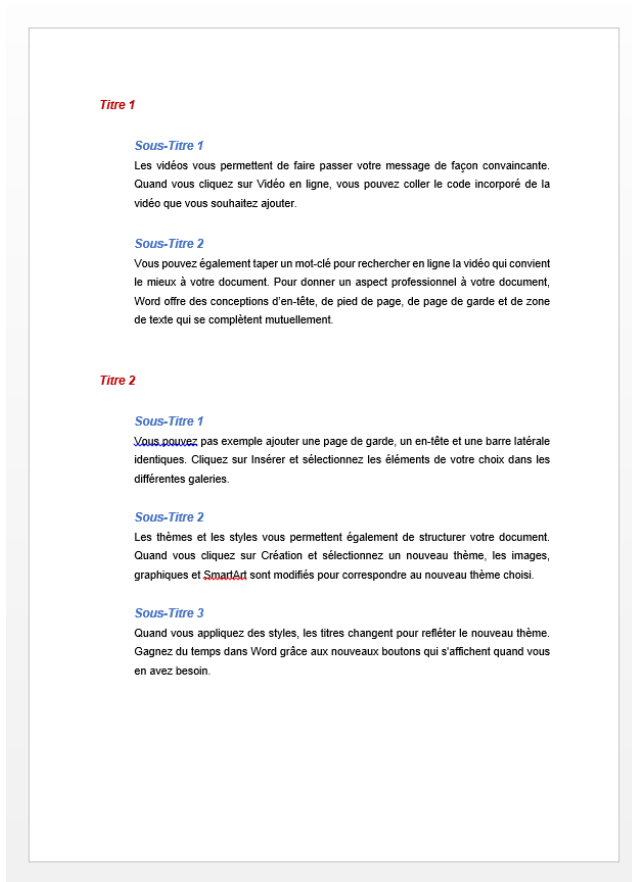 Titre 1
Sous-Titre 1
Les vidéos vous permettent de faire passer votre message de façon convaincante.
Quand vous cliquez sur Vidéo en ligne, vous pouvez coller le code incorporé de la
vidéo que vous souhaitez ajouter.
Sous-Titre 2
Vous pouvez également taper un mot-clé pour rechercher en ligne la vidéo qui convient
le mieux à votre document. Pour donner un aspect professionnel à votre document,
Word offre des conceptions d'en-tête, de pied de page, de page de garde et de zone
de texte qui se complètent mutuellement.
Titre 2
Sous-Titre 1
Vous pouvez pas exemple ajouter une page de garde, un en-tête et une barre latérale
identiques. Cliquez sur Insérer et sélectionnez les éléments de votre choix dans les
différentes galeries.
Sous-Titre 2
Les thèmes et les styles vous permettent également de structurer votre document.
Quand vous cliquez sur Création et sélectionnez un nouveau thème, les images,
graphiques et SmartArt sont modifiés pour correspondre au nouveau thème choisi.
Sous-Titre 3
Quand vous appliquez des styles, les titres changent pour refléter le nouveau thème.
Gagnez du temps dans Word grâce aux nouveaux boutons qui s'affichent quand vous
en avez besoin.